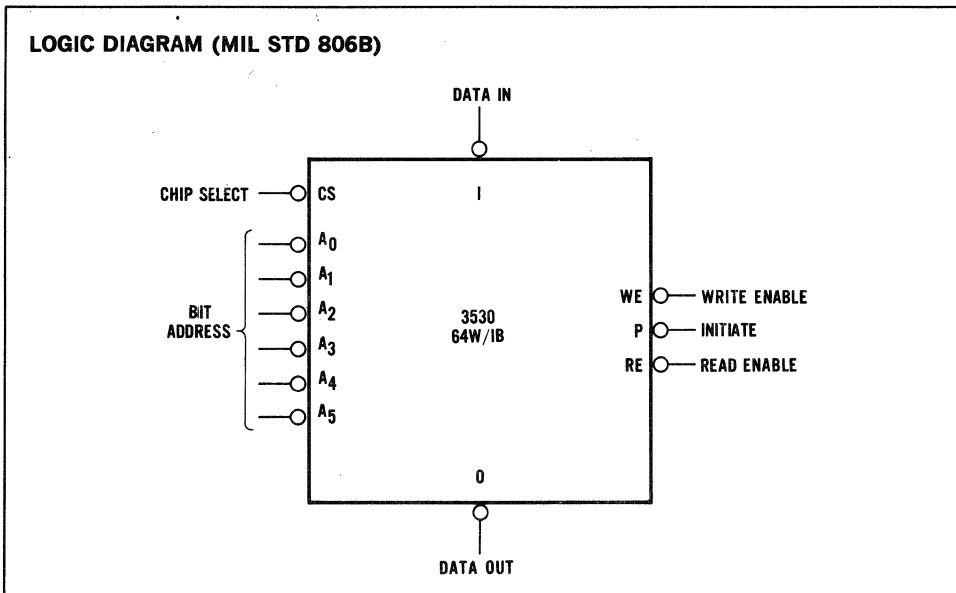 LOGIC DIAGRAM (MIL STD 806B)
DATA IN
CHIP SELECT
CS
I
A0
A1
A2
A3
A4
A5
BIT
ADDRESS
3530
64W/IB
WE
WRITE ENABLE
P
INITIATE
RE
READ ENABLE
O
DATA OUT